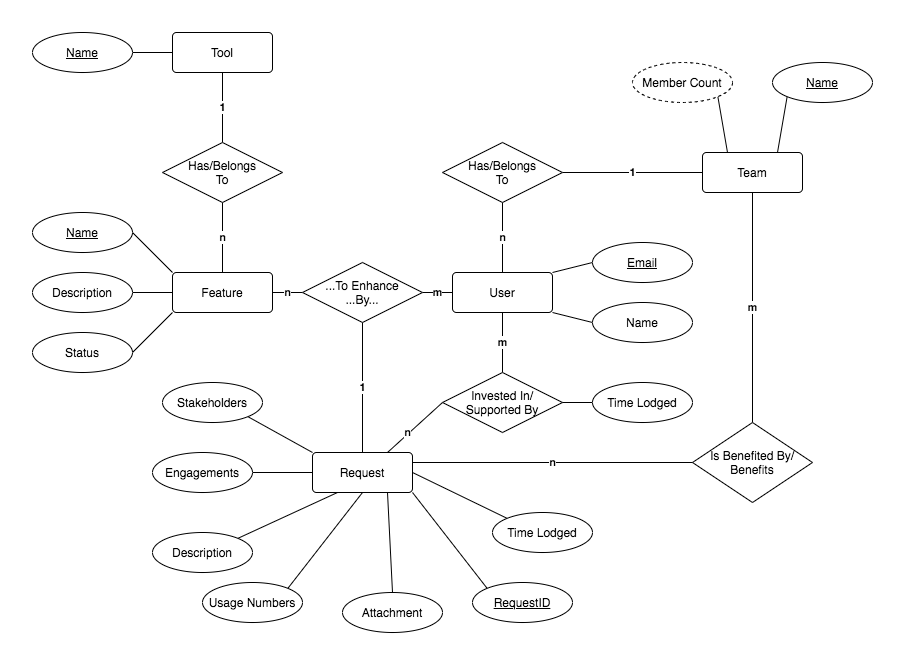 Name
Tool
Member Count
Name
1
Has/Belongs
To
Has/Belongs
To
1
Team
Name
n
n
Email
Description
Feature
n
...To Enhance
...By...
m
User
m
Name
Status
m
1
Stakeholders
Invested In/
Supported By
Time Lodged
n
Engagements
Request
n
Is Benefited By/
Benefits
Time Lodged
Description
Usage Numbers
Attachment
RequestID